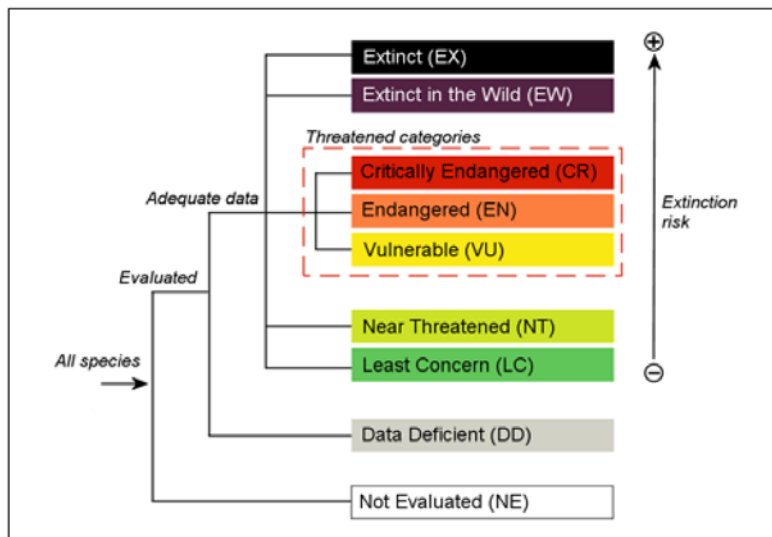 Extinct (EX)
Extinct in the Wild (EW)
Threatened categories
Critically Endangered (CR)
Adequate data
Endangered (EN)
Extinction
risk
Vulnerable (VU)
Evaluated
Near Threatened (NT)
All species
Least Concern (LC)
Data Deficient (DD)
Not Evaluated (NE)